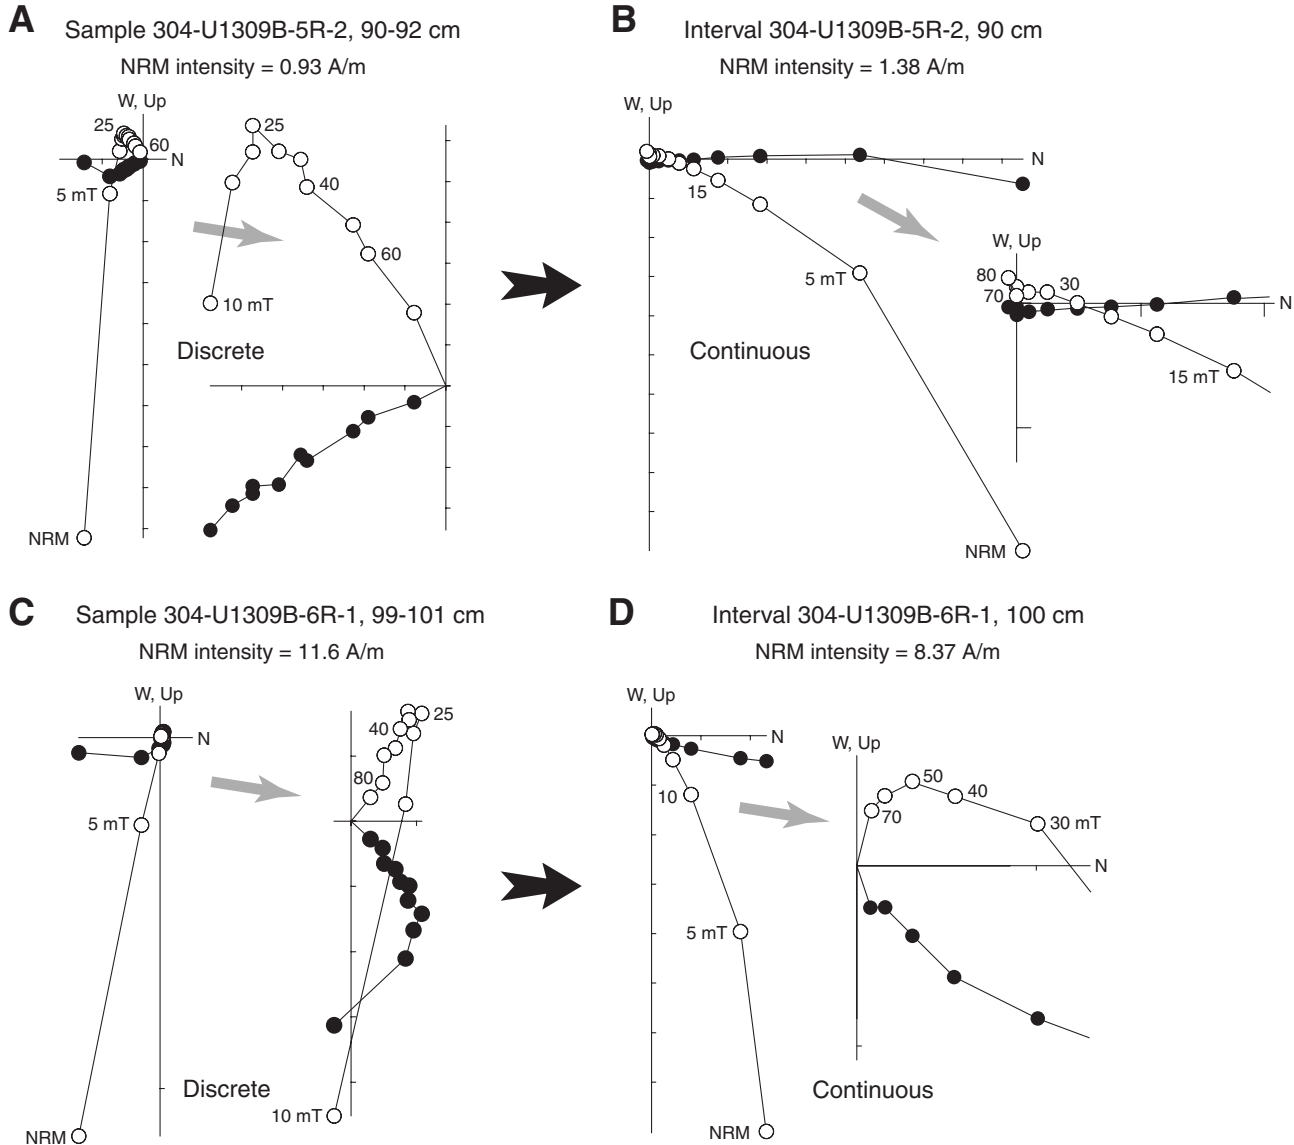 A
Sample 304-U1309B-5R-2, 90-92 cm
NRM intensity = 0.93 A/m
W, Up
25
60
N
5 mT
NRM
25
40
60
10 mT
Discrete
B
Interval 304-U1309B-5R-2, 90 cm
NRM intensity = 1.38 A/m
W, Up
N
15
5 mT
NRM
Continuous
W, Up
80
70
30
N
15 mT
C
Sample 304-U1309B-6R-1, 99-101 cm
NRM intensity = 11.6 A/m
W, Up
N
5 mT
NRM
25
40
80
10 mT
Discrete
D
Interval 304-U1309B-6R-1, 100 cm
NRM intensity = 8.37 A/m
W, Up
N
10
5 mT
NRM
W, Up
50
40
70
30 mT
N
Continuous